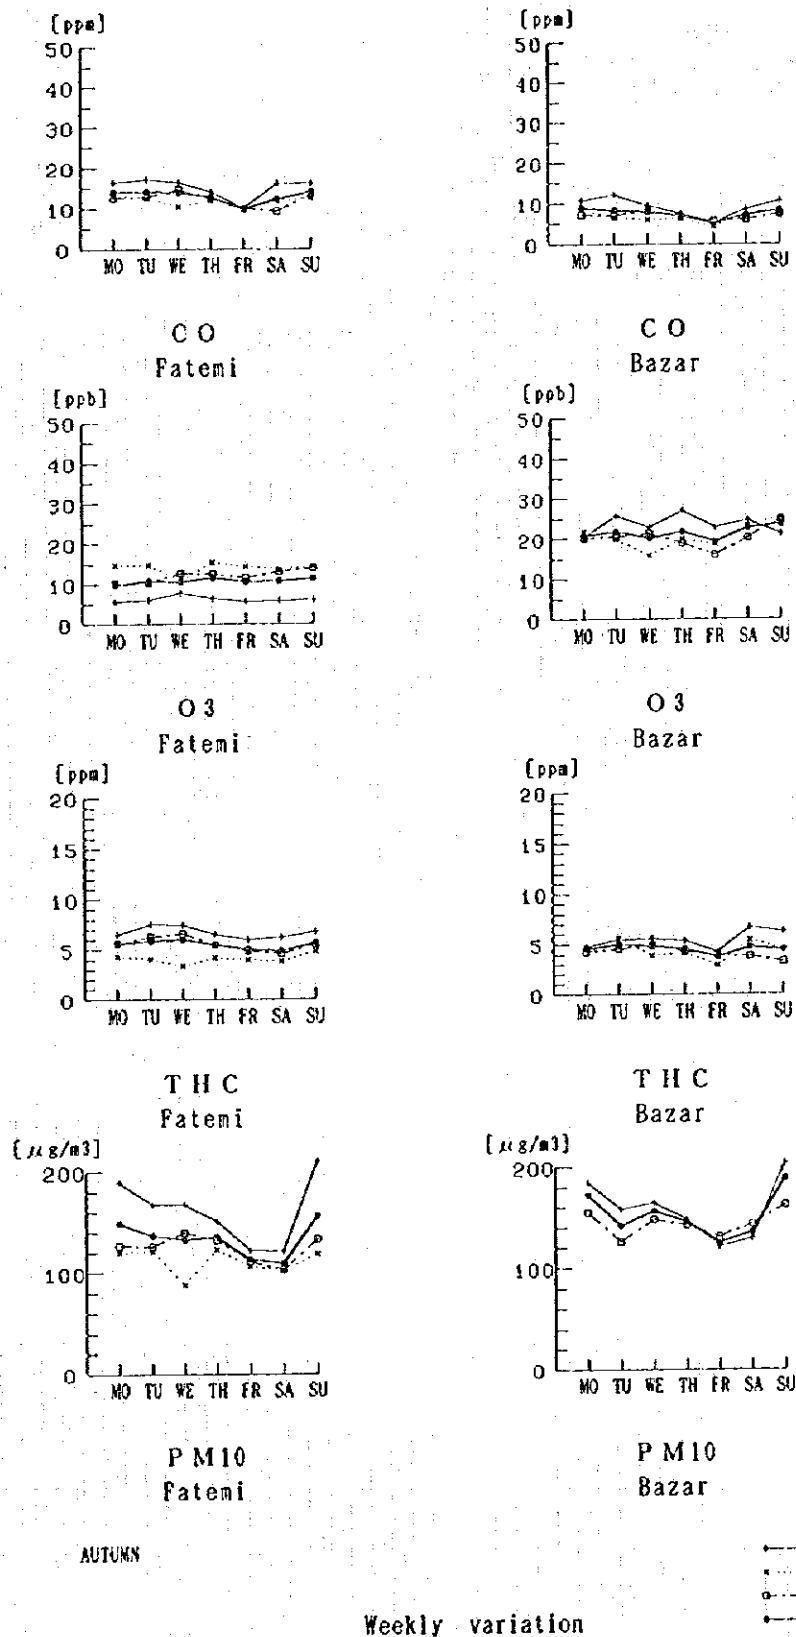 [ppm]
50
40
30
20
10
0
MO TU WE TH FR SA SU
CO
Fatemi
[ppm]
50
40
30
20
10
0
MO TU WE TH FR SA SU
CO
Bazar
[ppb]
50
40
30
20
10
0
MO TU WE TH FR SA SU
O3
Fatemi
[ppb]
50
40
30
20
10
0
MO TU WE TH FR SA SU
O3
Bazar
[ppm]
20
15
10
5
0
MO TU WE TH FR SA SU
THC
Fatemi
[ppm]
20
15
10
5
0
MO TU WE TH FR SA SU
THC
Bazar
[μg/m3]
200
100
0
MO TU WE TH FR SA SU
PM10
Fatemi
[μg/m3]
200
100
0
MO TU WE TH FR SA SU
PM10
Bazar
AUTUMN
Weekly variation